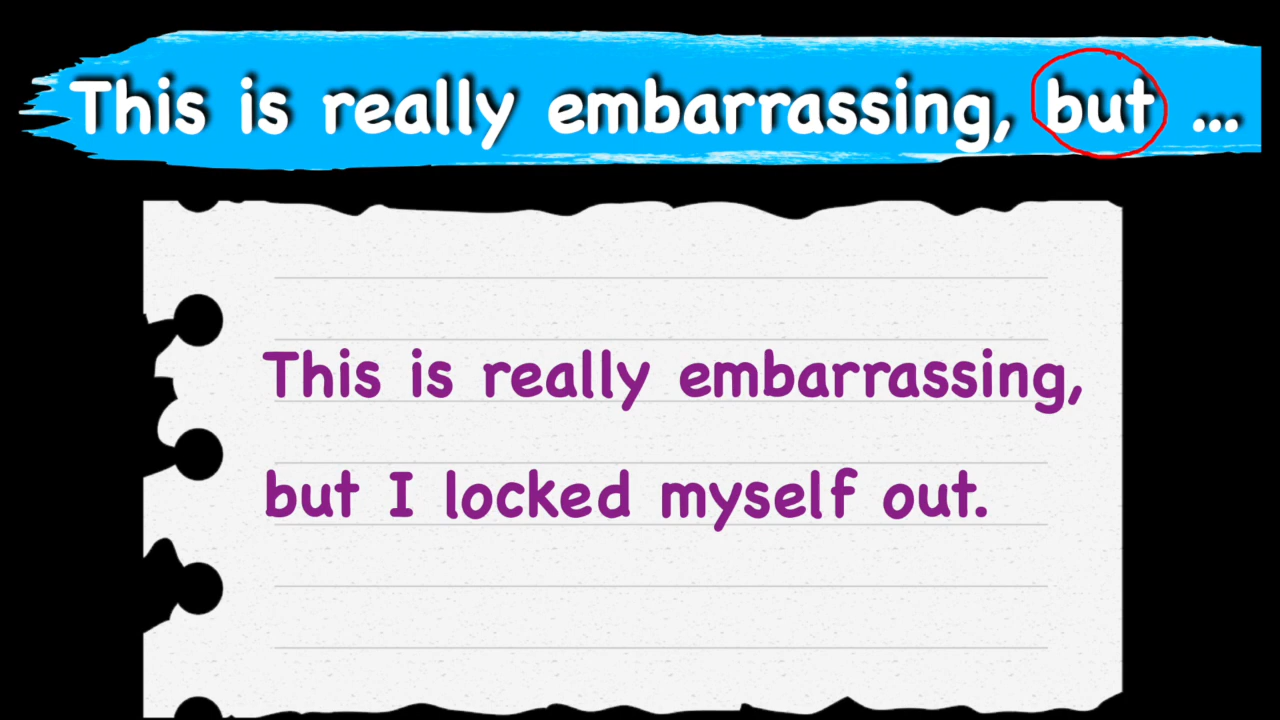 This is really embarrassing, but ...
This is really embarrassing,
but I locked myself out.